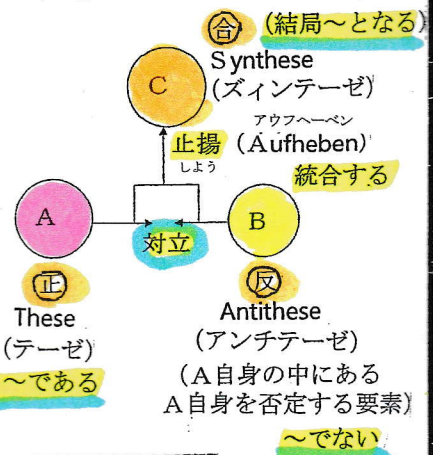 合 (結局～となる)
Synthese
(ズィンテーゼ)
C
アウフヘーベン
止揚 (Aufheben)
しよう
統合する
A
B
対立
正
反
These
Antithese
(テーゼ)
(アンチテーゼ)
～である
(A自身の中にある
A自身を否定する要素)
～でない